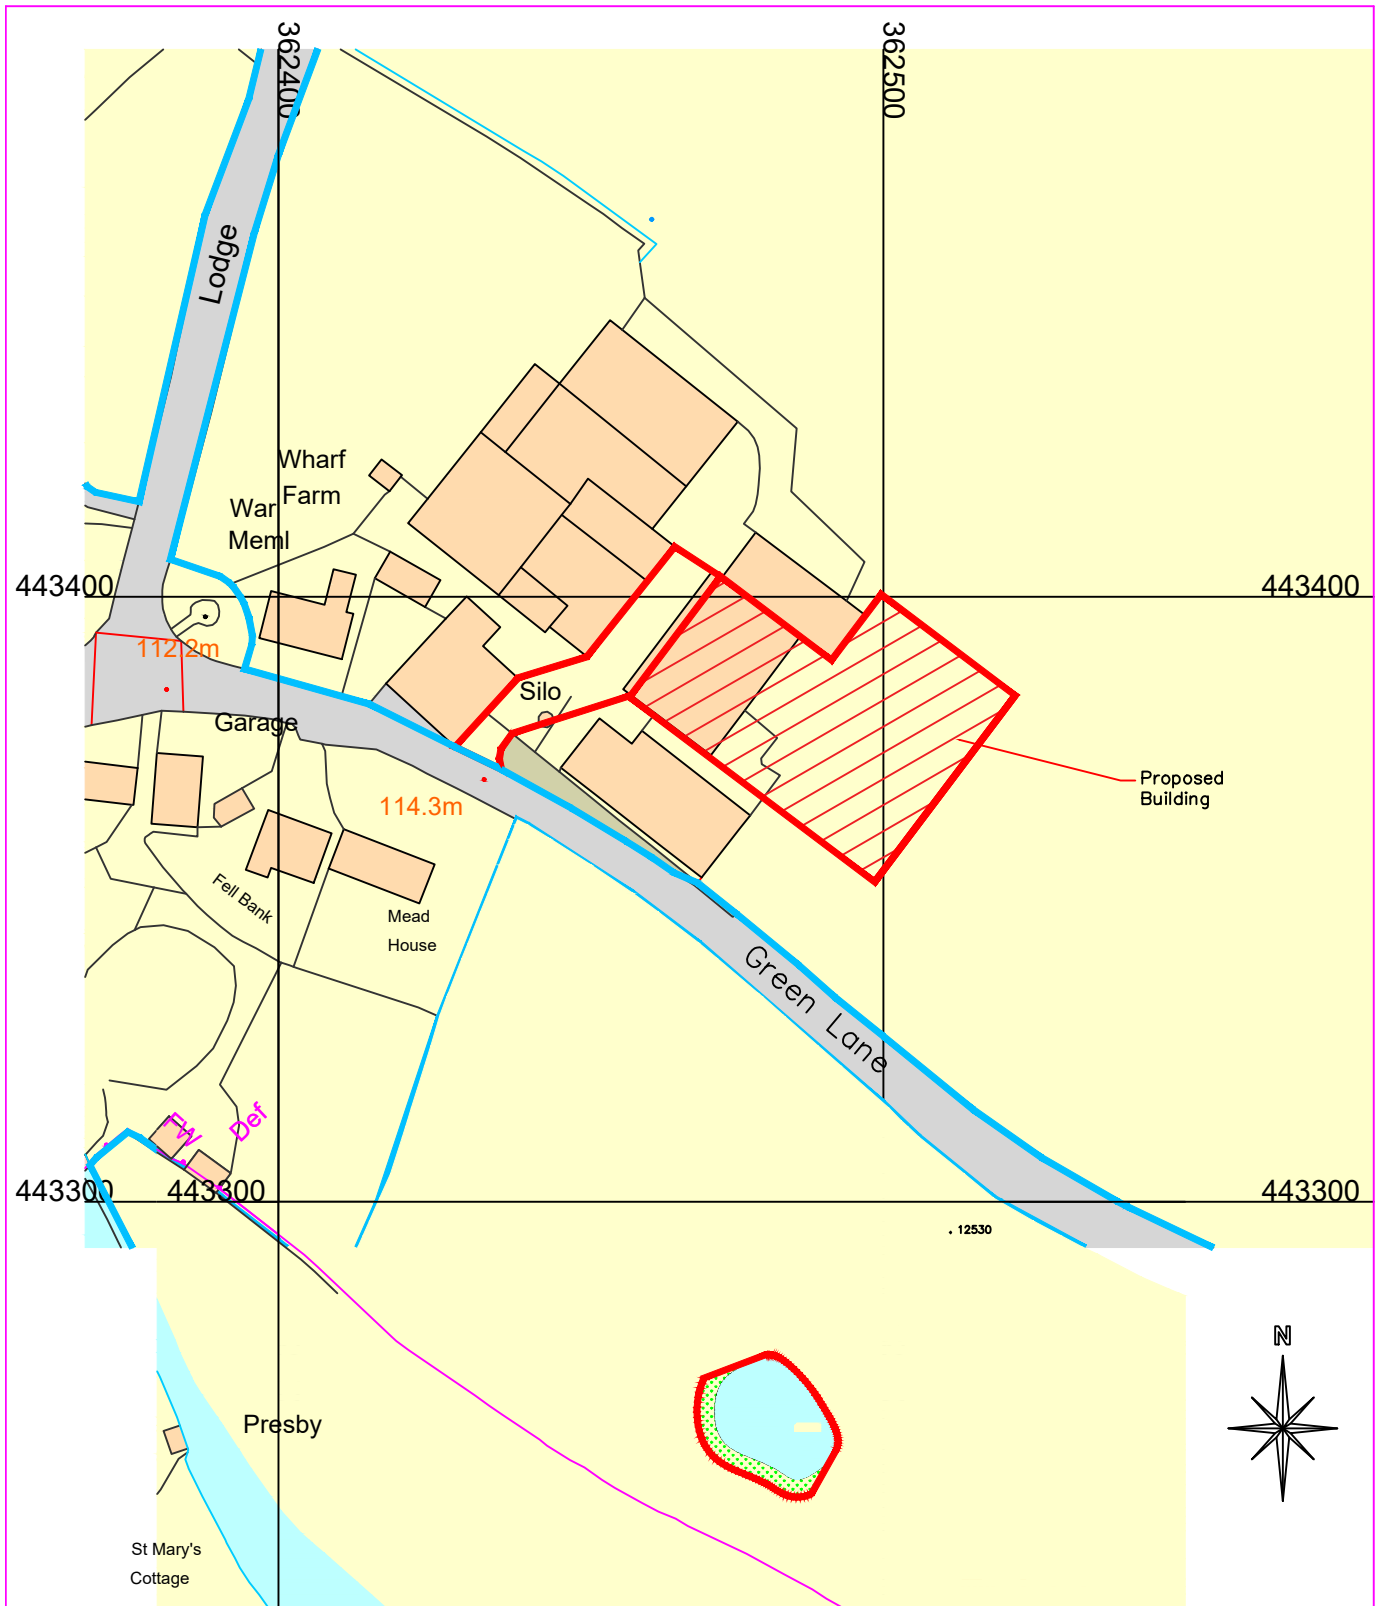 362400
362500
Lodge
Wharf
Farm
War
Meml
443400
443400
112.2m
Silo
Garage
114.3m
Proposed
Building
Fell Bank
Mead
House
Green Lane
FW
Def
443300
443300
443300
. 12530
N
Presby
St Mary's
Cottage